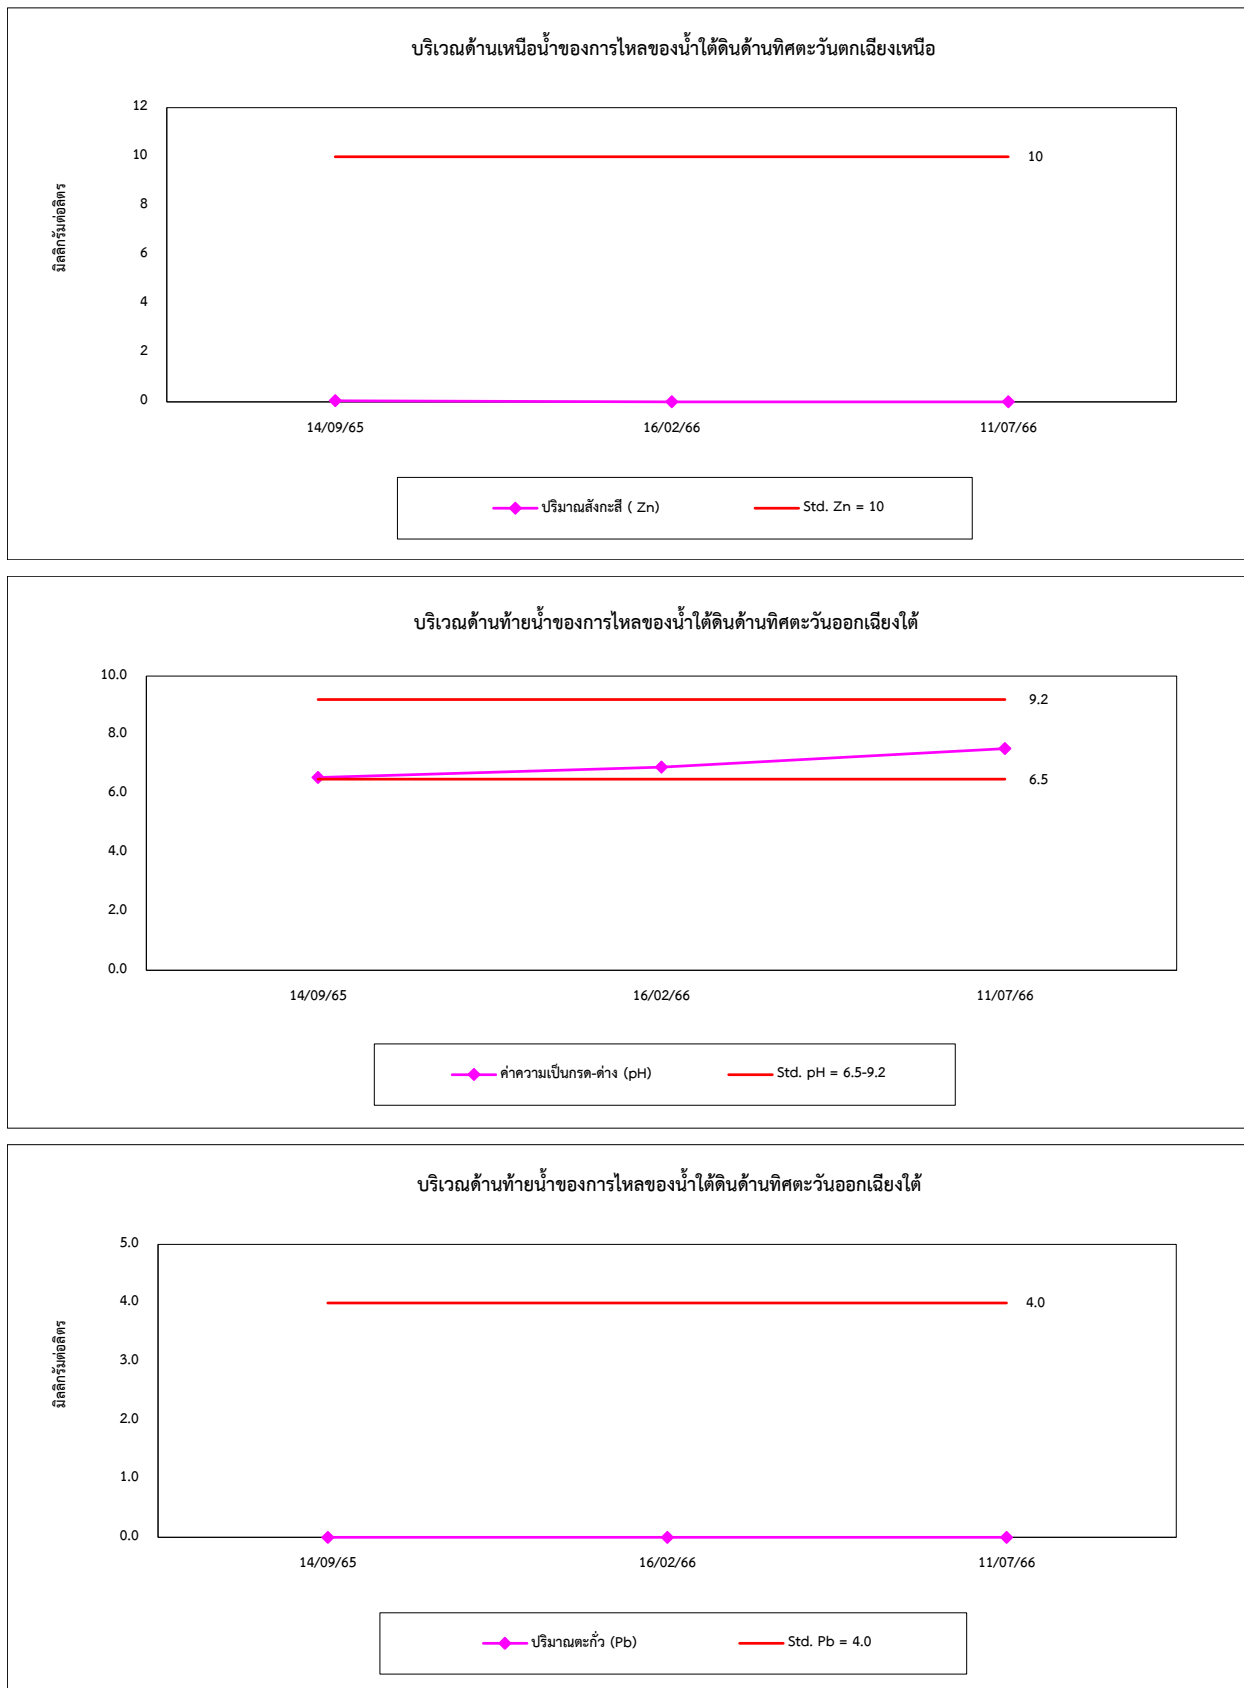 บริเวณด้านเหนือน้ำของการไหลของน้ำใต้ดินด้านทิศตะวันตกเฉียงเหนือ
มิลลิกรัมต่อลิตร
12
10
8
6
4
2
0
10
14/09/65 16/02/66 11/07/66
ปริมาณสังกะสี ( Zn) Std. Zn = 10
บริเวณด้านท้ายน้ำของการไหลของน้ำใต้ดินด้านทิศตะวันออกเฉียงใต้
10.0
8.0
6.0
4.0
2.0
0.0
9.2
6.5
14/09/65 16/02/66 11/07/66
ค่าความเป็นกรด-ด่าง (pH) Std. pH = 6.5-9.2
บริเวณด้านท้ายน้ำของการไหลของน้ำใต้ดินด้านทิศตะวันออกเฉียงใต้
มิลลิกรัมต่อลิตร
5.0
4.0
3.0
2.0
1.0
0.0
4.0
14/09/65 16/02/66 11/07/66
ปริมาณตะกั่ว (Pb) Std. Pb = 4.0